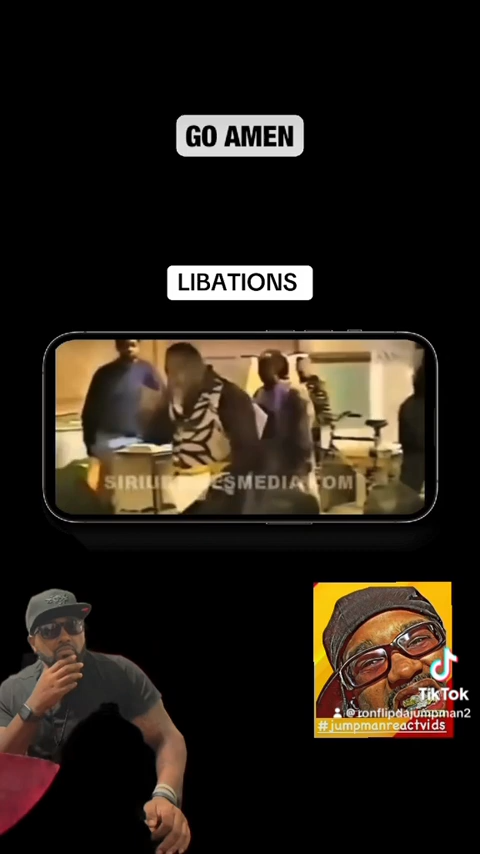 GO AMEN
LIBATIONS
TikTok
@ronflipdajumpman2
#jumpmanreactvids